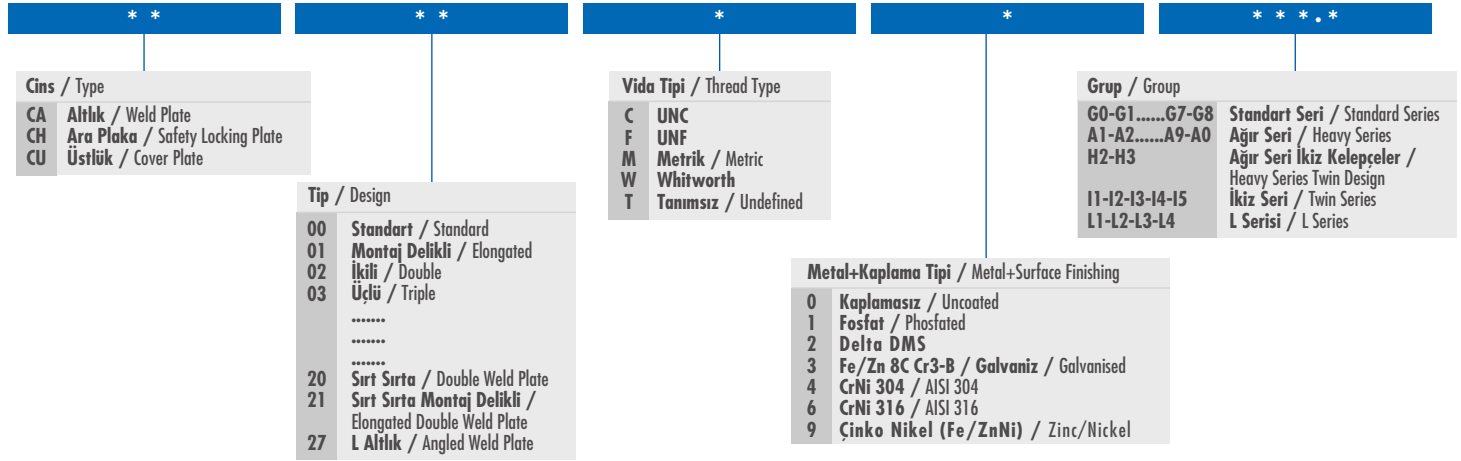 * *
* *
*
*
* * * . *
Cins / Type
CA Altlık / Weld Plate
CH Ara Plaka / Safety Locking Plate
CU Üstlük / Cover Plate
Tip / Design
00 Standart / Standard
01 Montaj Delikli / Elongated
02 İkili / Double
03 Üçlü / Triple
.......
.......
.......
20 Sırt Sırta / Double Weld Plate
21 Sırt Sırta Montaj Delikli /
Elongated Double Weld Plate
27 L Altlık / Angled Weld Plate
Vida Tipi / Thread Type
C UNC
F UNF
M Metrik / Metric
W Whitworth
T Tanımsız / Undefined
Metal+Kaplama Tipi / Metal+Surface Finishing
0 Kaplamasız / Uncoated
1 Fosfat / Phosfated
2 Delta DMS
3 Fe/Zn 8C Cr3-B / Galvaniz / Galvanised
4 CrNi 304 / AISI 304
6 CrNi 316 / AISI 316
9 Çinko Nikel (Fe/ZnNi) / Zinc/Nickel
Grup / Group
G0-G1......G7-G8 Standart Seri / Standard Series
A1-A2......A9-A0 Ağır Seri / Heavy Series
H2-H3 Ağır Seri İkiz Kelepçeler /
Heavy Series Twin Design
I1-I2-I3-I4-I5 İkiz Seri / Twin Series
L1-L2-L3-L4 L Serisi / L Series